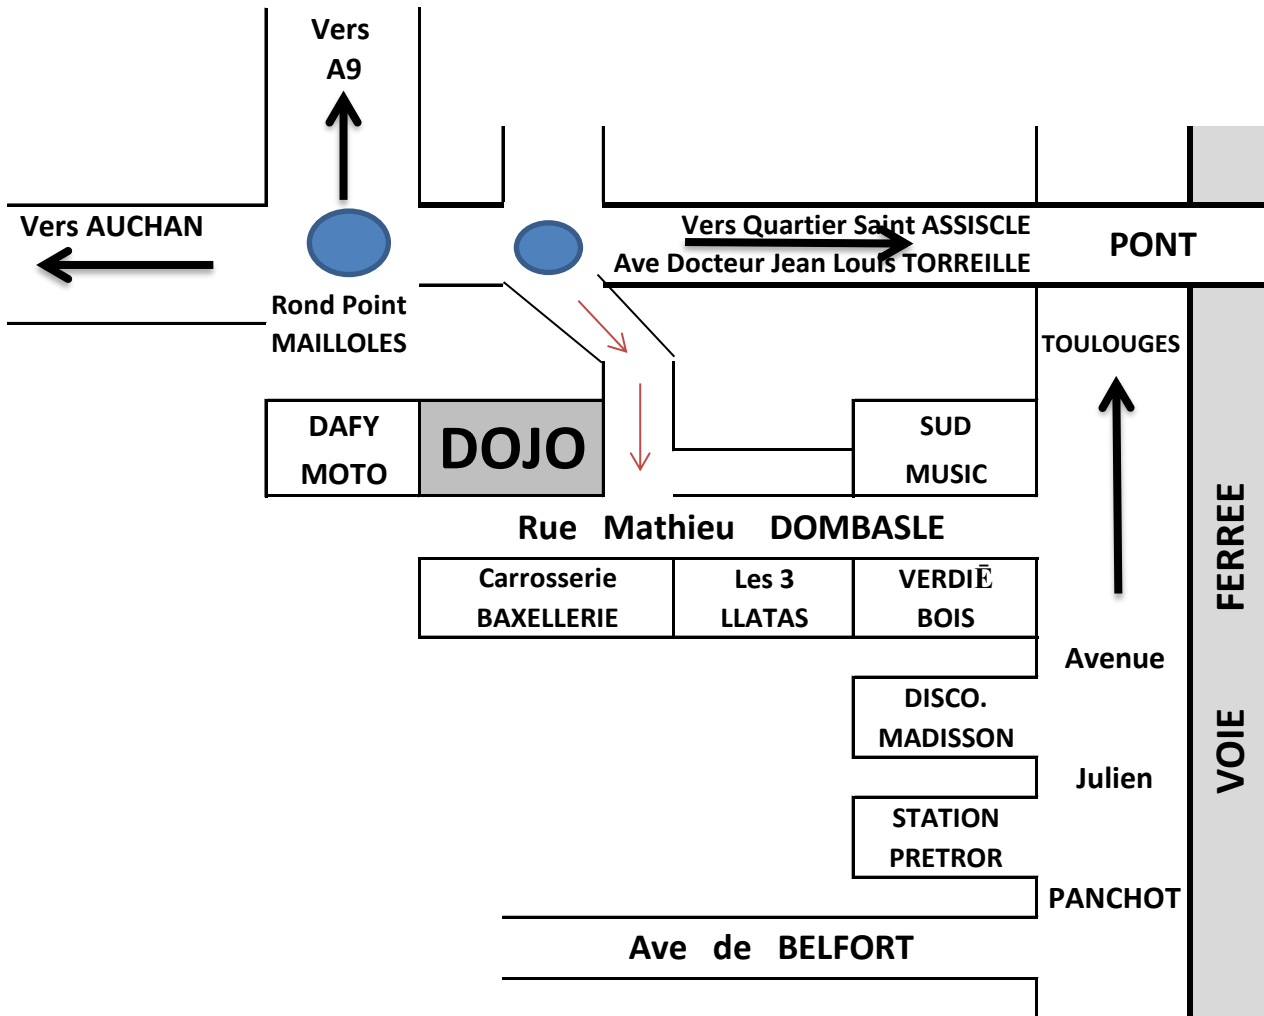 Vers
A9
Vers AUCHAN
Vers Quartier Saint ASSISCLE
Ave Docteur Jean Louis TORREILLE
PONT
Rond Point
MAILLOLES
TOULOUGES
DAFY
MOTO
DOJO
SUD
MUSIC
Rue Mathieu DOMBASLE
Carrosserie
BAXELLERIE
Les 3
LLATAS
VERDIĒ
BOIS
Avenue
DISCO.
MADISSON
Julien
STATION
PRETROR
PANCHOT
Ave de BELFORT
VOIE FERREE